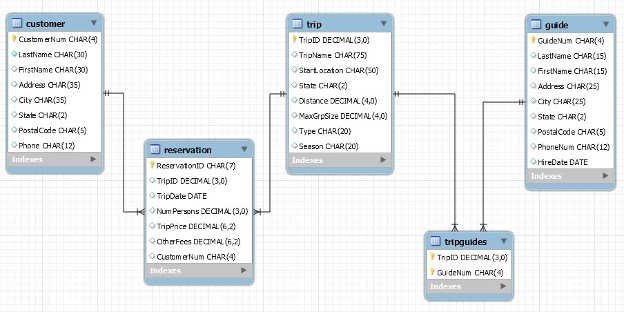 customer
CustomerNum CHAR(4)
LastName CHAR(30)
FirstName CHAR(30)
Address CHAR(35)
City CHAR(35)
State CHAR(2)
PostalCode CHAR(5)
Phone CHAR(12)
Indexes
reservation
ReservationID CHAR(7)
TripID DECIMAL(3,0)
TripDate DATE
NumPersons DECIMAL(3,0)
TripPrice DECIMAL(6,2)
OtherFees DECIMAL(6,2)
CustomerNum CHAR(4)
Indexes
trip
TripID DECIMAL(3,0)
TripName CHAR(75)
StartLocation CHAR(50)
State CHAR(2)
Distance DECIMAL(4,0)
MaxGrpSize DECIMAL(4,0)
Type CHAR(20)
Season CHAR(20)
Indexes
tripguides
TripID DECIMAL(3,0)
GuideNum CHAR(4)
Indexes
guide
GuideNum CHAR(4)
LastName CHAR(15)
FirstName CHAR(15)
Address CHAR(25)
City CHAR(25)
State CHAR(2)
PostalCode CHAR(5)
PhoneNum CHAR(12)
HireDate DATE
Indexes